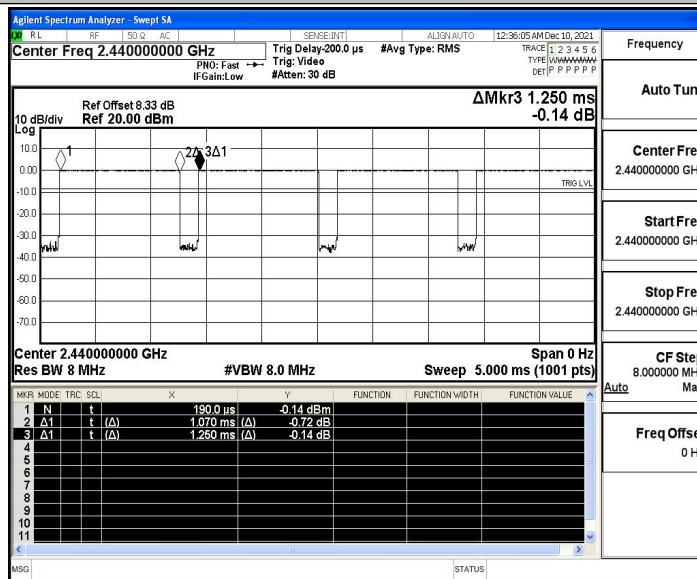 Agilent Spectrum Analyzer - Swept SA
RL RF 50 Ω AC SENSE:INT ALIGN AUTO 12:36:05 AM Dec 10, 2021
Center Freq 2.440000000 GHz
PNO: Fast
IFGain:Low
Trig Delay-200.0 µs
Trig: Video
#Atten: 30 dB
#Avg Type: RMS
TRACE 1 2 3 4 5 6
TYPE
DET P P P P P P
Frequency
ΔMkr3 1.250 ms
-0.14 dB
Ref Offset 8.33 dB
10 dB/div Ref 20.00 dBm
Log
10.0
0.00
-10.0
-20.0
-30.0
-40.0
-50.0
-60.0
-70.0
1
2Δ 3Δ1
TRIG LVL
Center 2.440000000 GHz Span 0 Hz
Res BW 8 MHz #VBW 8.0 MHz Sweep 5.000 ms (1001 pts)
MKR MODE TRC SCL X Y FUNCTION FUNCTION WIDTH FUNCTION VALUE
1 N t 190.0 µs -0.14 dBm
2 Δ1 t (Δ) 1.070 ms (Δ) -0.72 dB
3 Δ1 t (Δ) 1.250 ms (Δ) -0.14 dB
4
5
6
7
8
9
10
11
MSG STATUS
Auto Tun
Center Fre
2.440000000 GH
Start Fre
2.440000000 GH
Stop Fre
2.440000000 GH
CF Ste
8.000000 MH
Auto Ma
Freq Offse
0 H